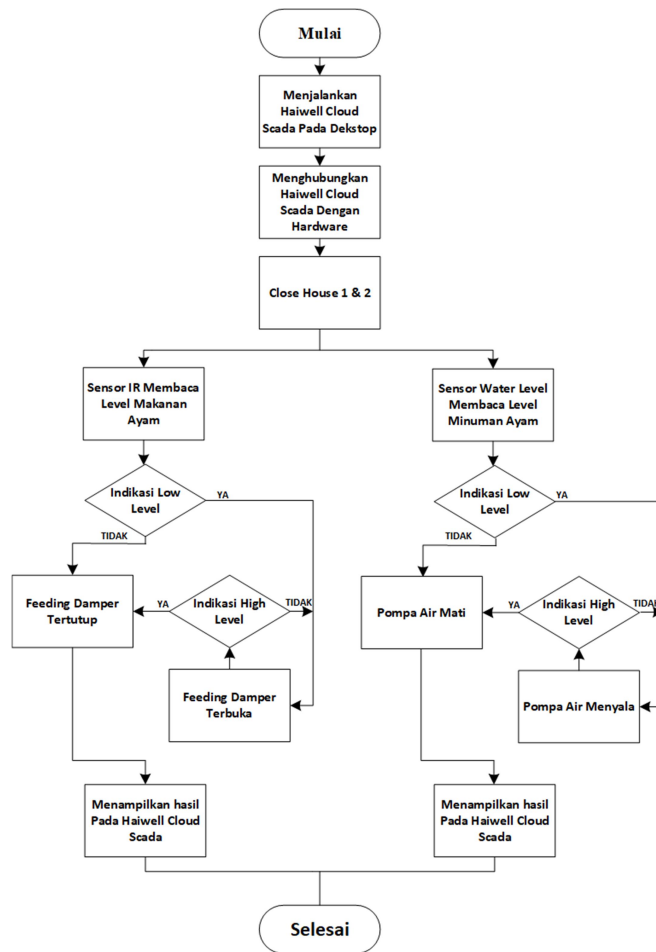 Mulai
Menjalankan
Haiwell Cloud
Scada Pada Dekstop
Menghubungkan
Haiwell Cloud
Scada Dengan
Hardware
Close House 1 & 2
Sensor IR Membaca
Level Makanan
Ayam
Indikasi Low
Level
YA
TIDAK
Feeding Damper
Tertutup
YA
Indikasi High
Level
TIDAK
Feeding Damper
Terbuka
Menampilkan hasil
Pada Haiwell Cloud
Scada
Sensor Water Level
Membaca Level
Minuman Ayam
Indikasi Low
Level
YA
TIDAK
Pompa Air Mati
YA
Indikasi High
Level
TIDAK
Pompa Air Menyala
Menampilkan hasil
Pada Haiwell Cloud
Scada
Selesai